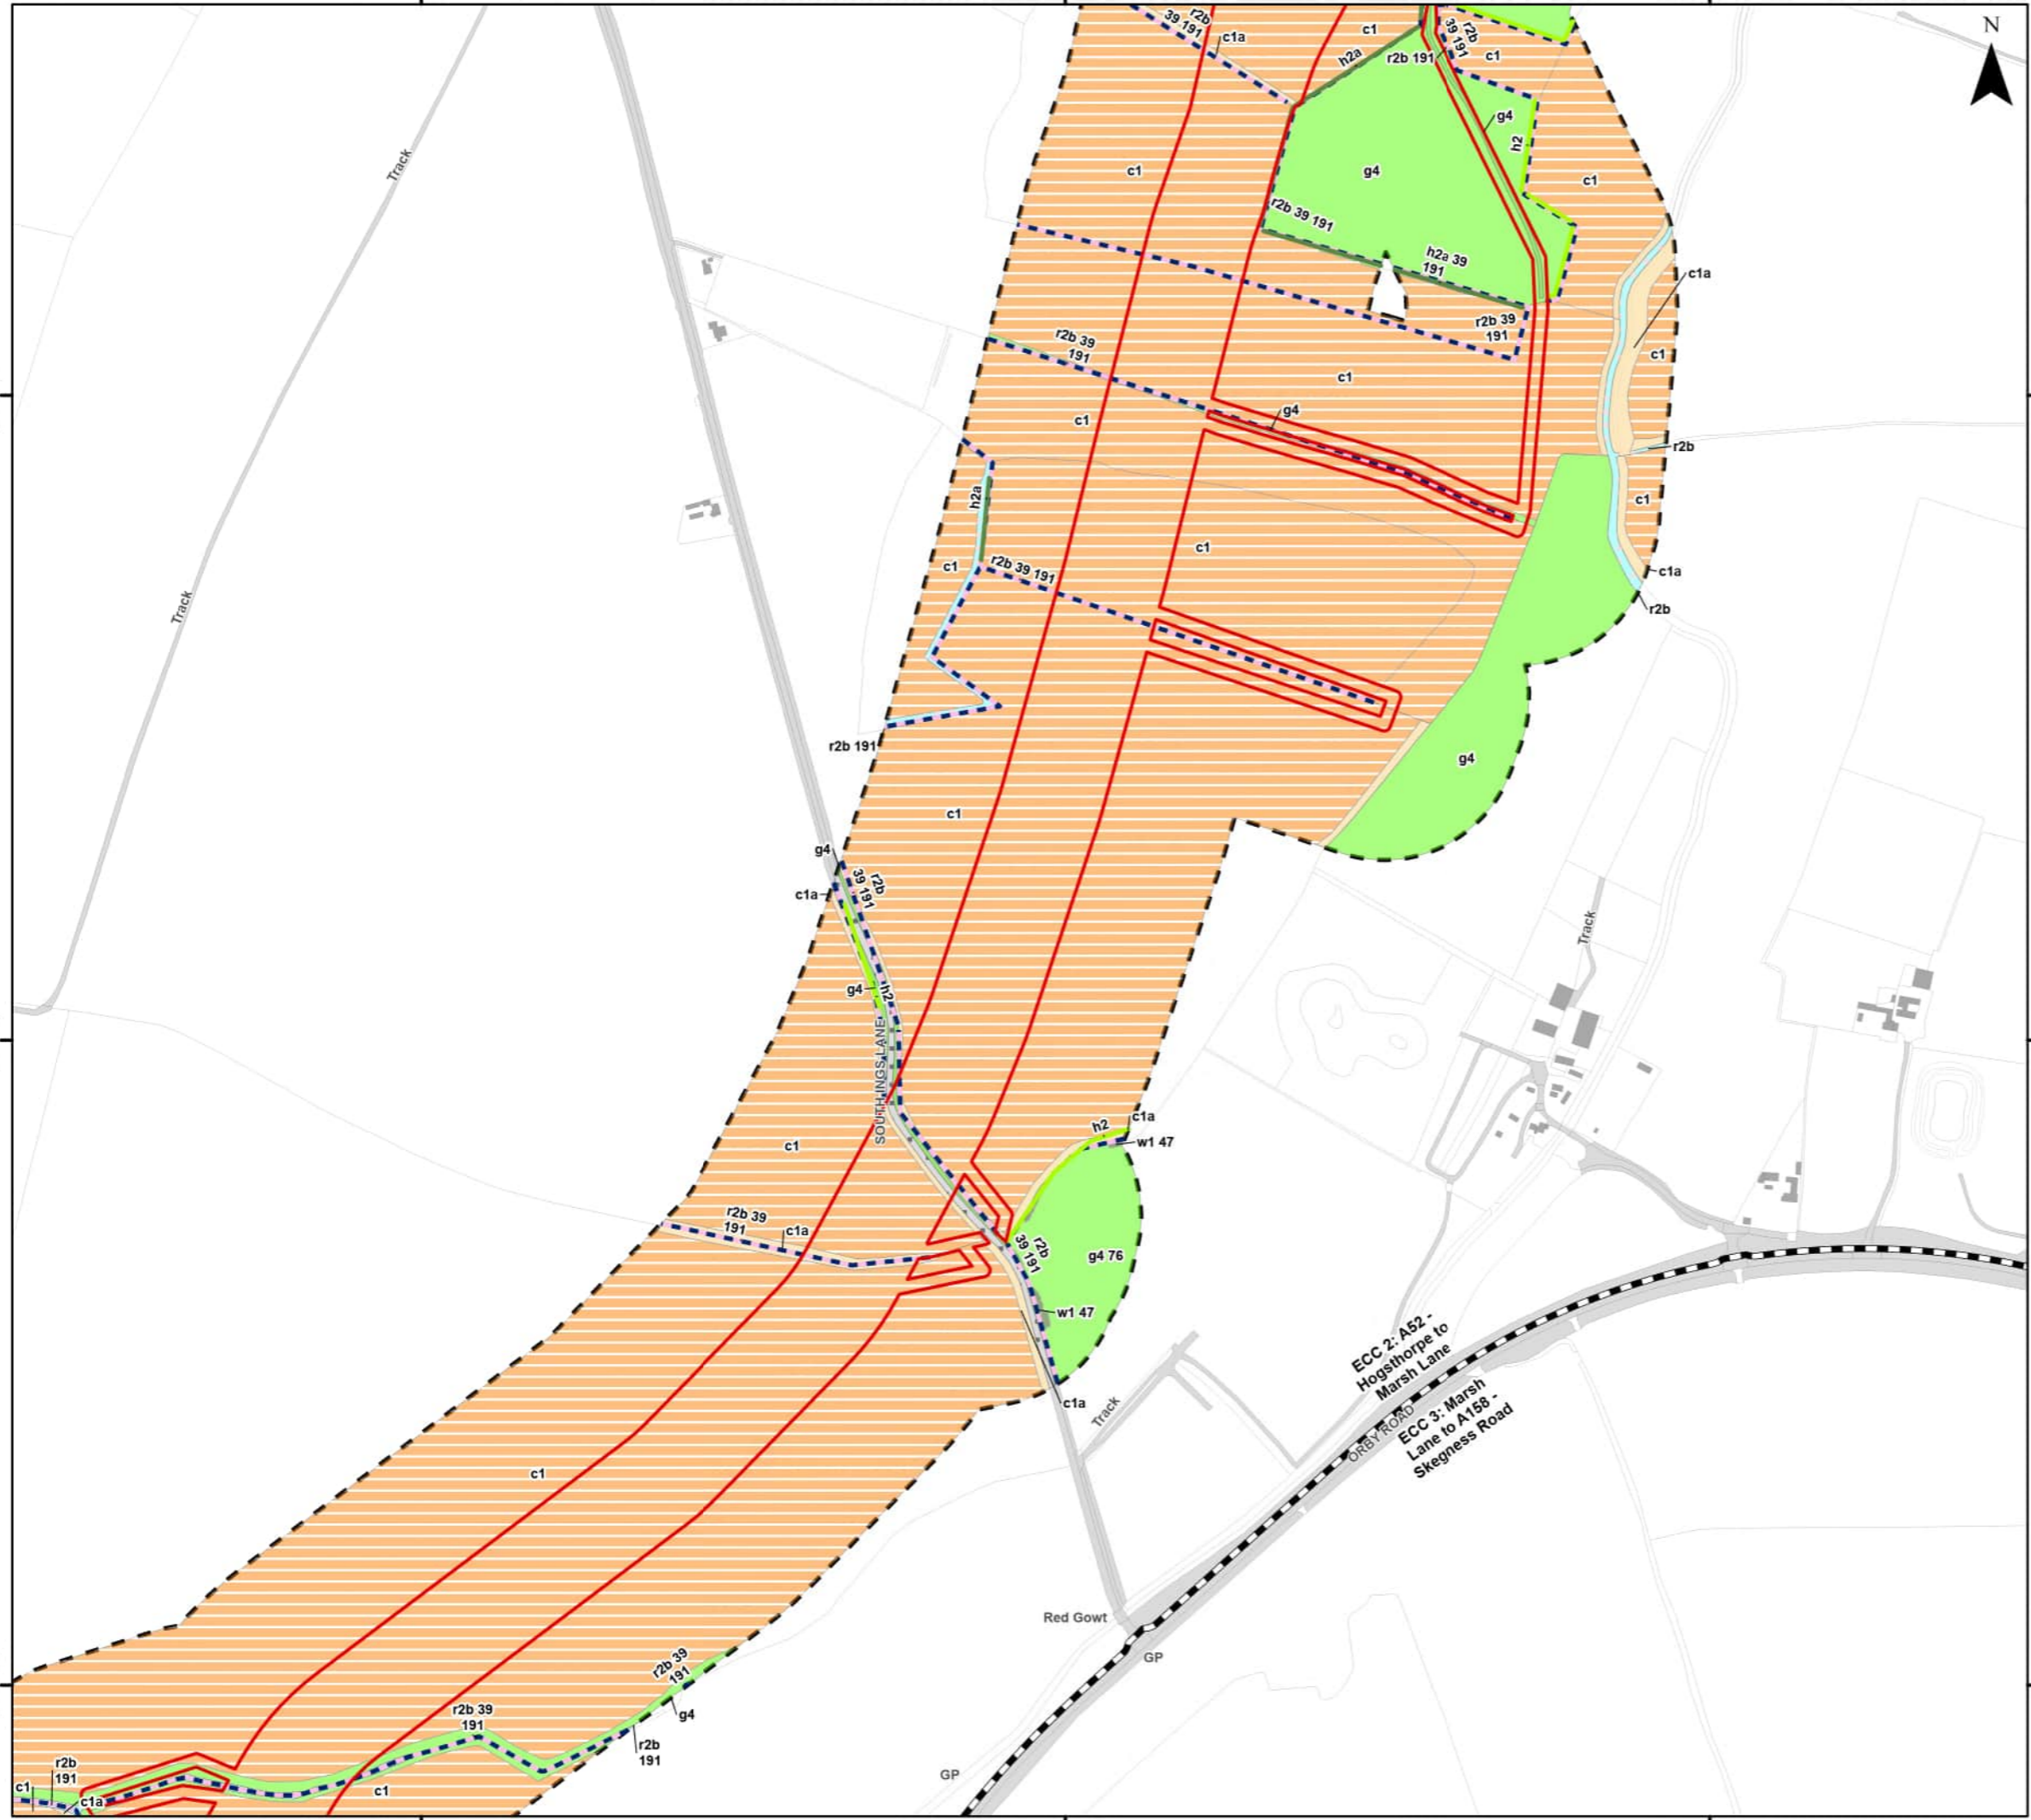 N
r2b
39 191
c1a
c1
h2a
r2b 191
r2b
39 191
c1
g4
h2
Track
c1
g4
c1
r2b 39 191
h2a 39
191
c1a
r2b 39
191
r2b 39
191
c1
c1
g4
c1
r2b
h2a
c1
c1
c1
r2b 39 191
c1a
Track
r2b
r2b 191
g4
c1
g4
c1a
r2b
39 191
Track
g4
h2
SOUTH INGS LANE
c1a
h2
w1 47
c1
r2b 39
191
c1a
r2b
39 191
g4 76
w1 47
ECC 2: A52 -
Hogsthorpe to
Marsh Lane
c1a
Track
ORBY ROAD
ECC 3: Marsh
Lane to A158 -
Skegness Road
c1
Red Gowt
GP
r2b 39
191
g4
r2b 39
191
r2b
191
GP
r2b
191
c1
c1a
c1